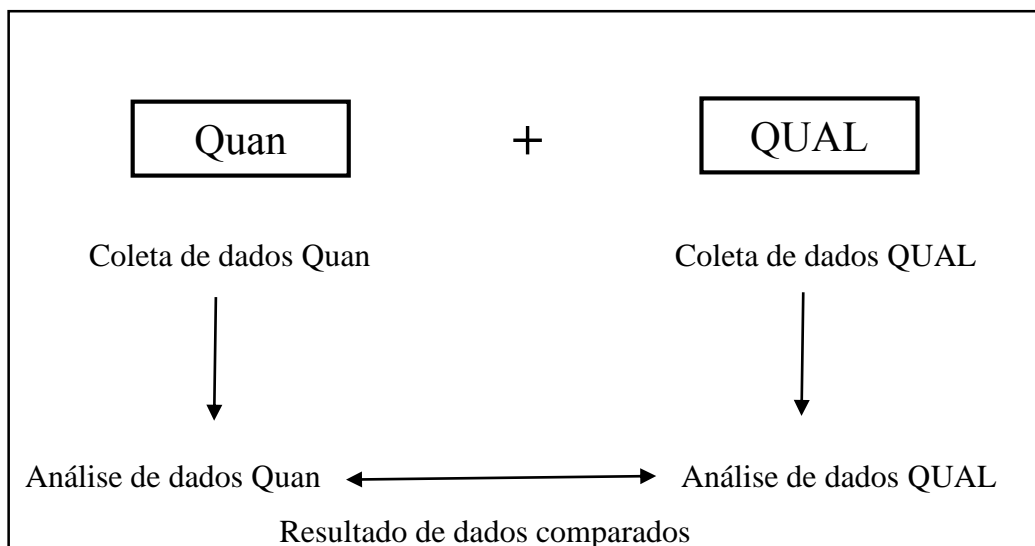 Quan + QUAL
Coleta de dados Quan Coleta de dados QUAL
Análise de dados Quan Análise de dados QUAL
Resultado de dados comparados